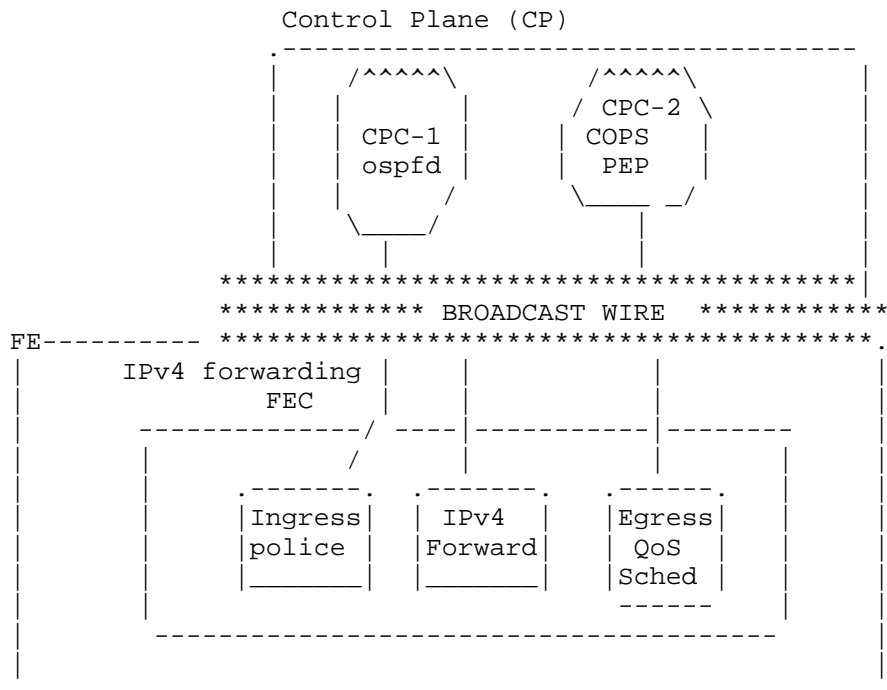 Control Plane (CP)
CPC-1
ospfd
CPC-2
COPS
PEP
BROADCAST WIRE
FE
IPv4 forwarding
FEC
Ingress
police
IPv4
Forward
Egress
QoS
Sched